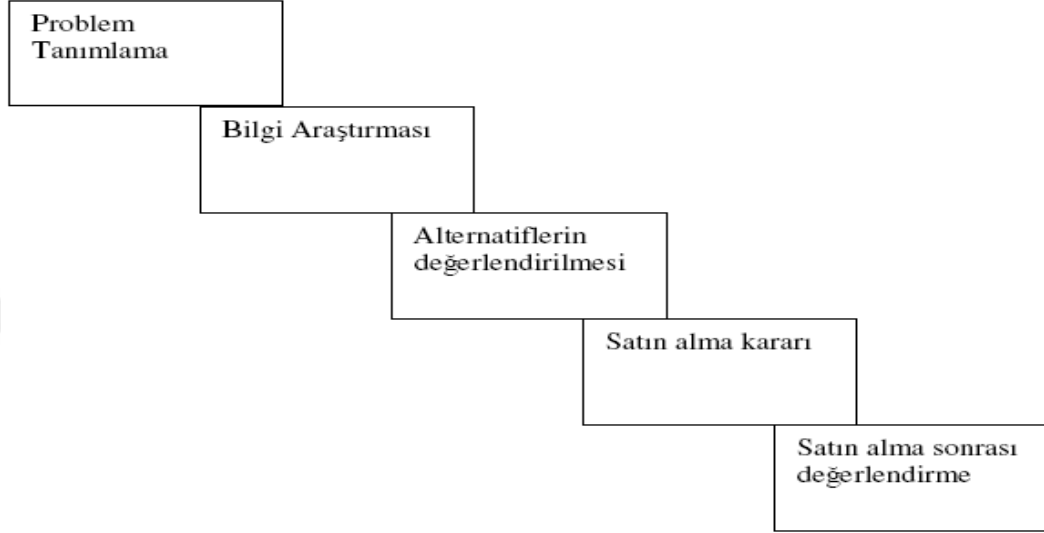 Problem
Tanımlama
Bilgi Araştırması
Alternatiflerin
değerlendirilmesi
Satın alma kararı
Satın alma sonrası
değerlendirme